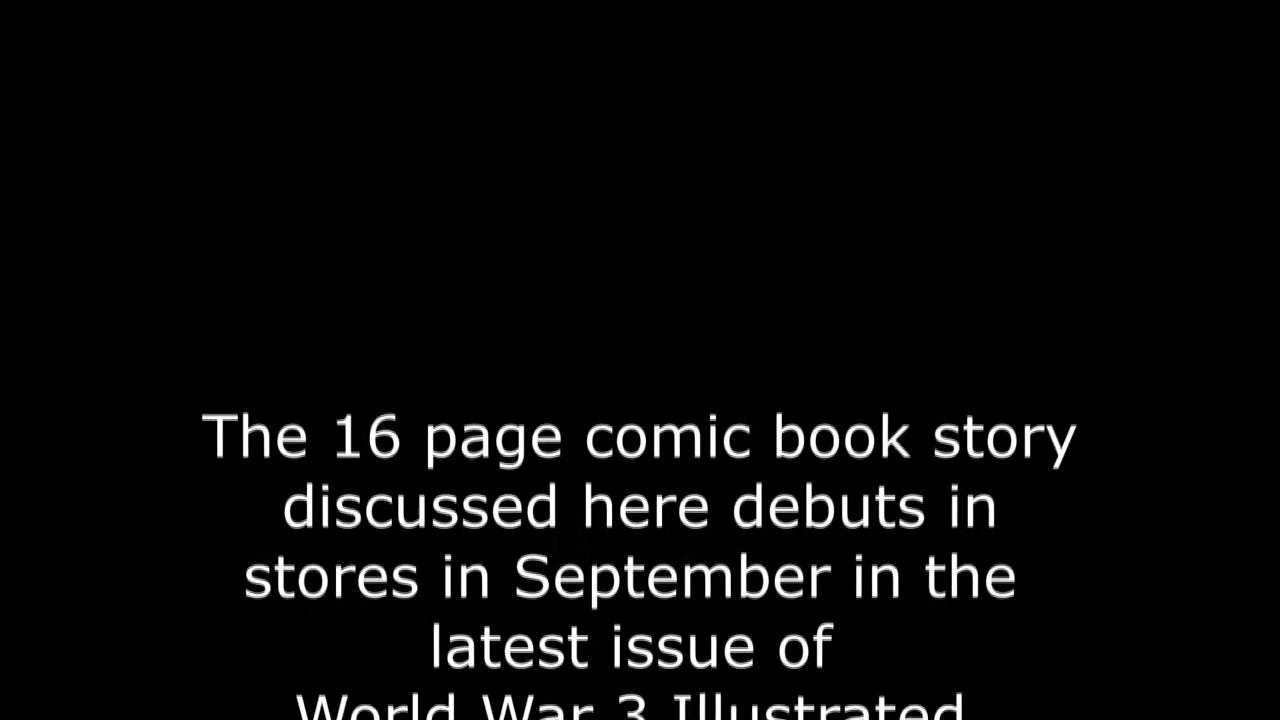 The 16 page comic book story
discussed here debuts in
stores in September in the
latest issue of
World War 3 Illustrated